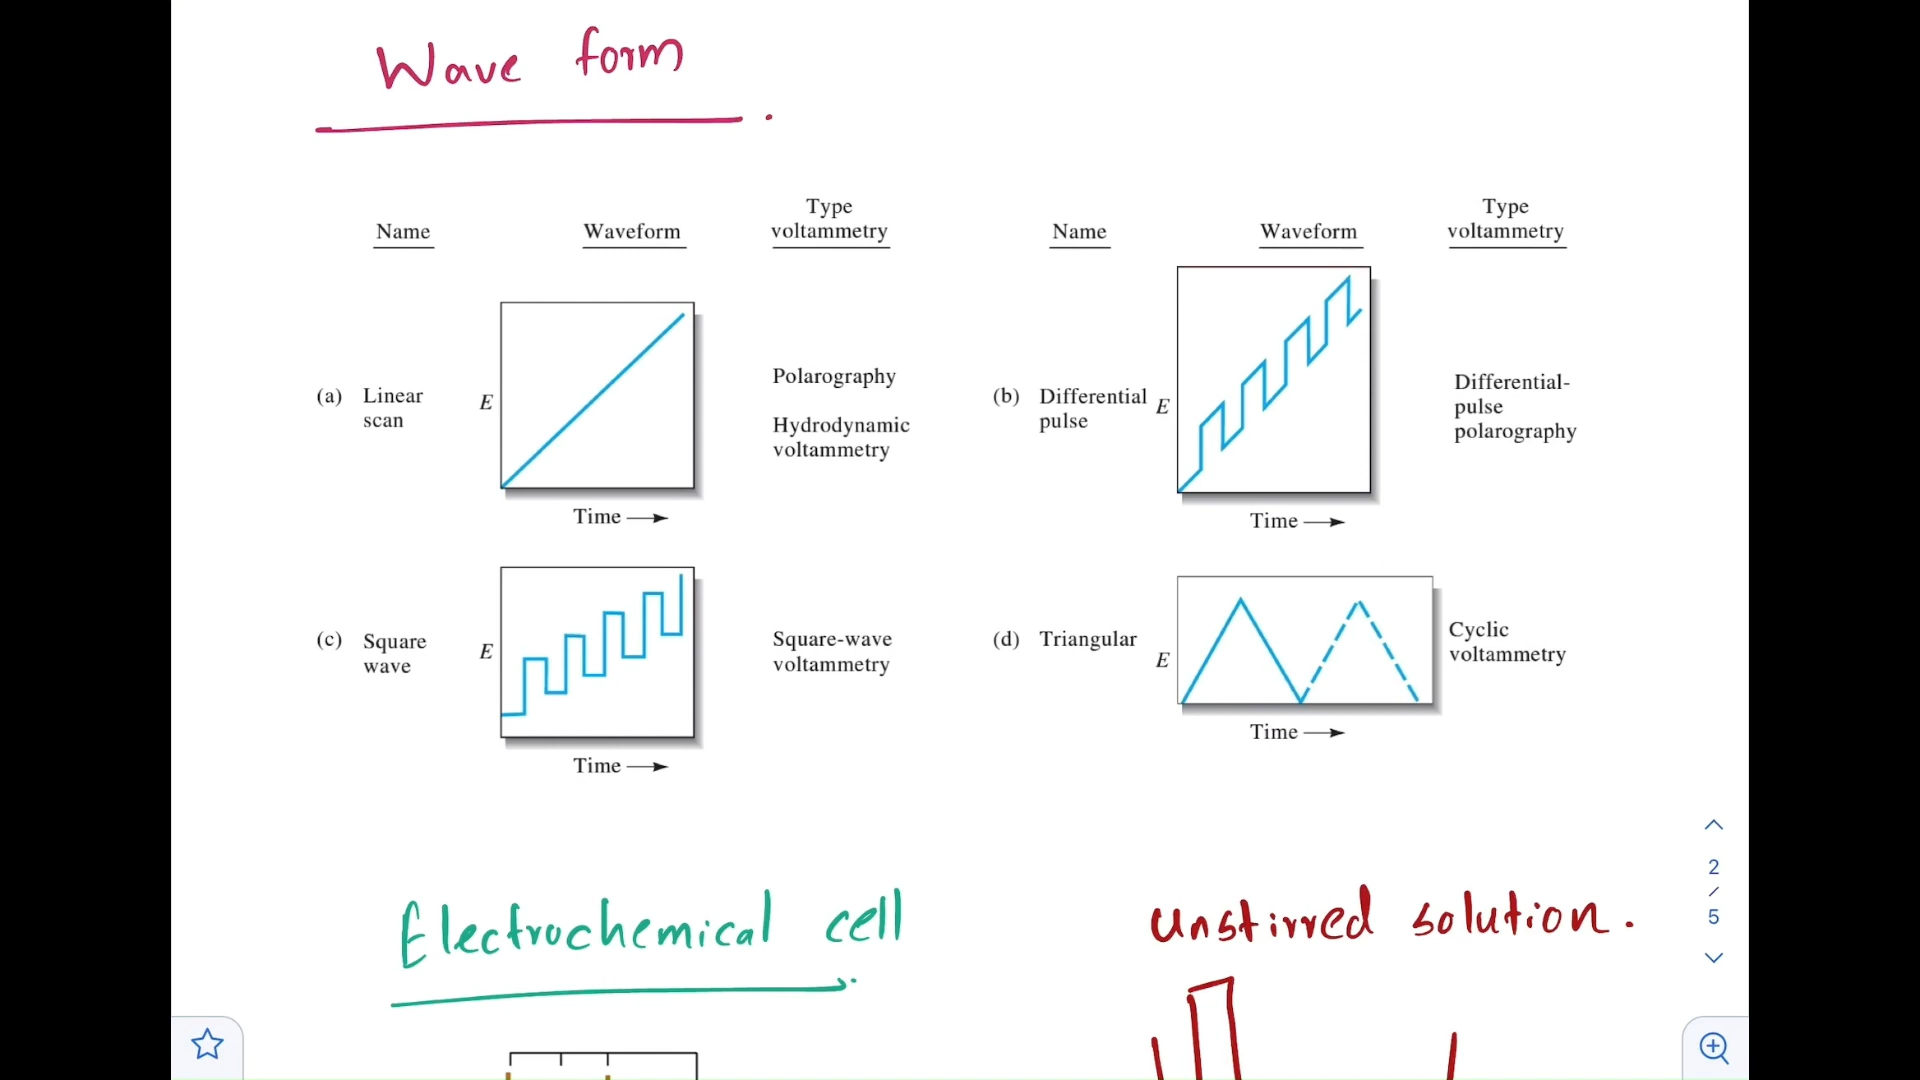 Wave form.
Name Waveform Type voltammetry
(a) Linear scan
E
Time
Polarography
Hydrodynamic
voltammetry
Name Waveform Type voltammetry
(b) Differential pulse
E
Time
Differential-
pulse
polarography
(c) Square wave
E
Time
Square-wave
voltammetry
(d) Triangular
E
Time
Cyclic
voltammetry
Electrochemical cell.
unstirred solution.
2
/
5